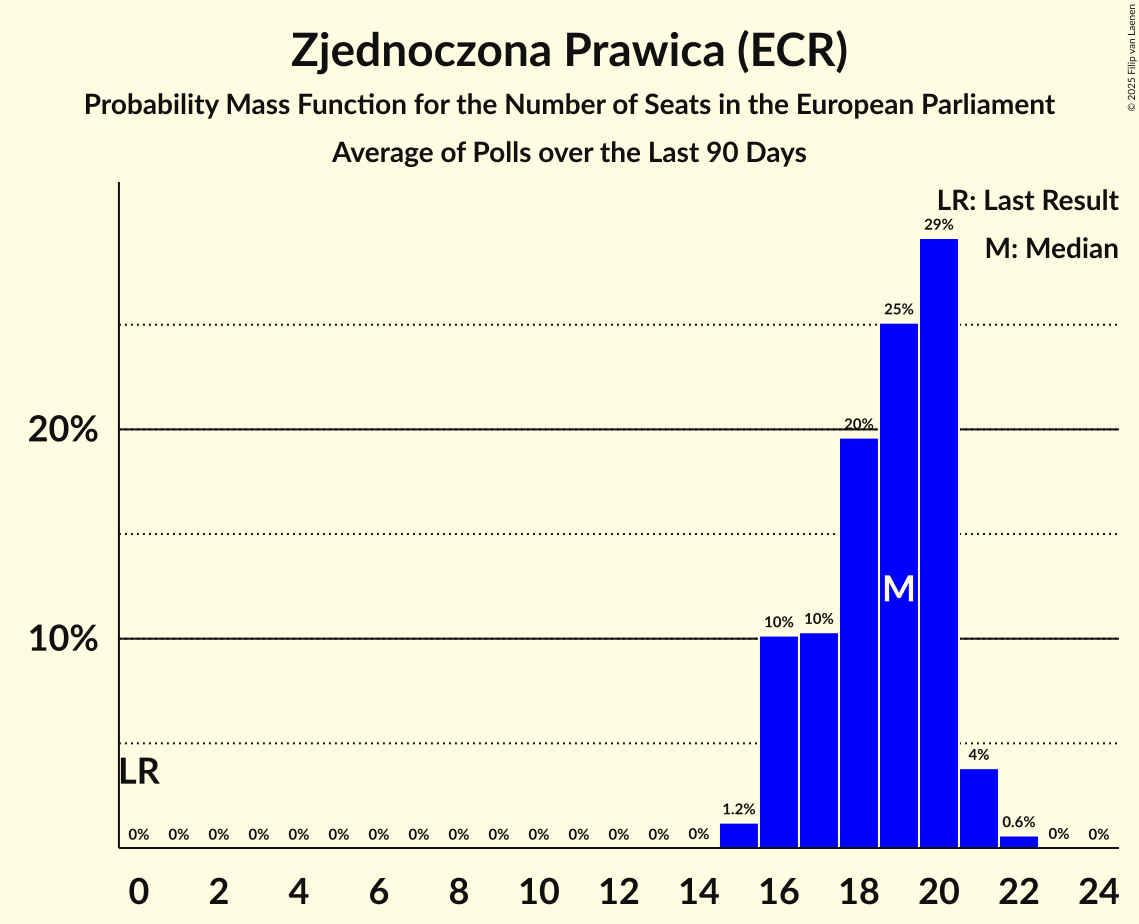 Zjednoczona Prawica (ECR)
Probability Mass Function for the Number of Seats in the European Parliament
Average of Polls over the Last 90 Days
© 2025 Filip van Laenen
LR: Last Result
M: Median
29%
25%
20%
20%
10%
10%
10%
M
LR
4%
1.2%
0.6%
0% 0% 0% 0% 0% 0% 0% 0% 0% 0% 0% 0% 0% 0% 0% 0% 0%
0 2 4 6 8 10 12 14 16 18 20 22 24